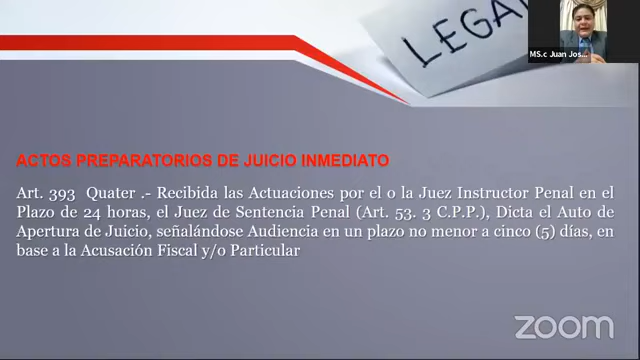 LEGAL
MS.c Juan Jos...
ACTOS PREPARATORIOS DE JUICIO INMEDIATO
Art. 393 Quater .- Recibida las Actuaciones por el o la Juez Instructor Penal en el
Plazo de 24 horas, el Juez de Sentencia Penal (Art. 53. 3 C.P.P.), Dicta el Auto de
Apertura de Juicio, señalándose Audiencia en un plazo no menor a cinco (5) días, en
base a la Acusación Fiscal y/o Particular
zoom